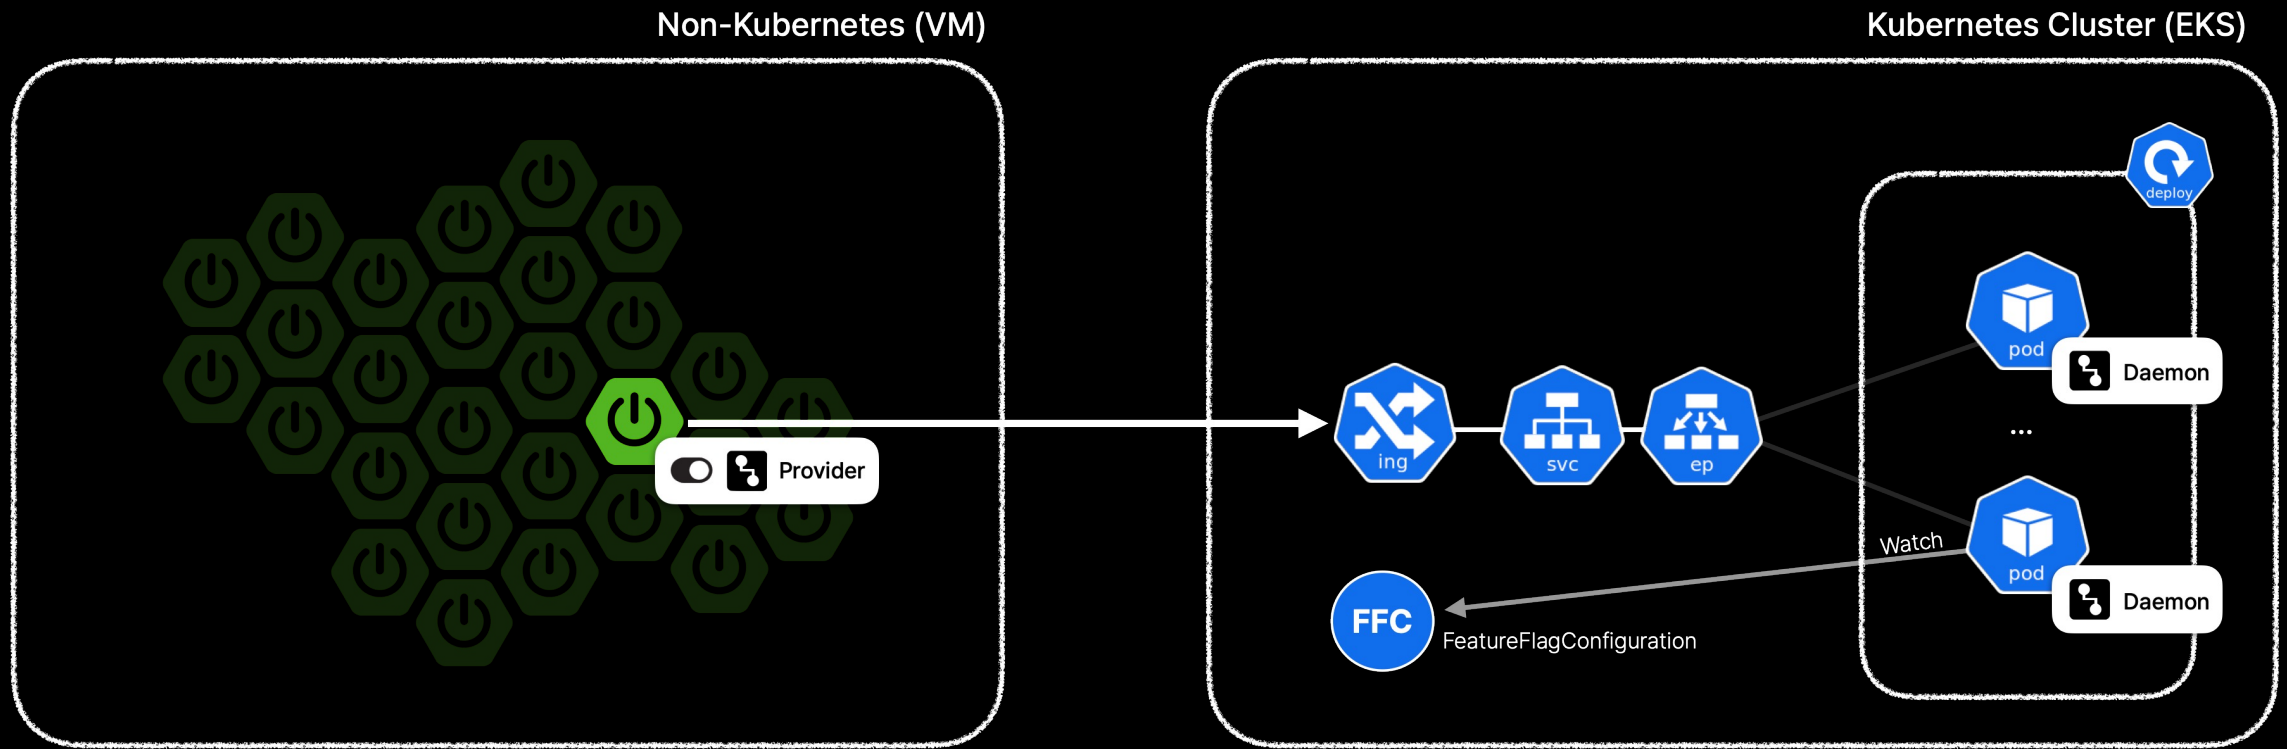 Non-Kubernetes (VM)
Kubernetes Cluster (EKS)
deploy
pod
Daemon
...
ing
svc
ep
Provider
Watch
pod
Daemon
FFC
FeatureFlagConfiguration